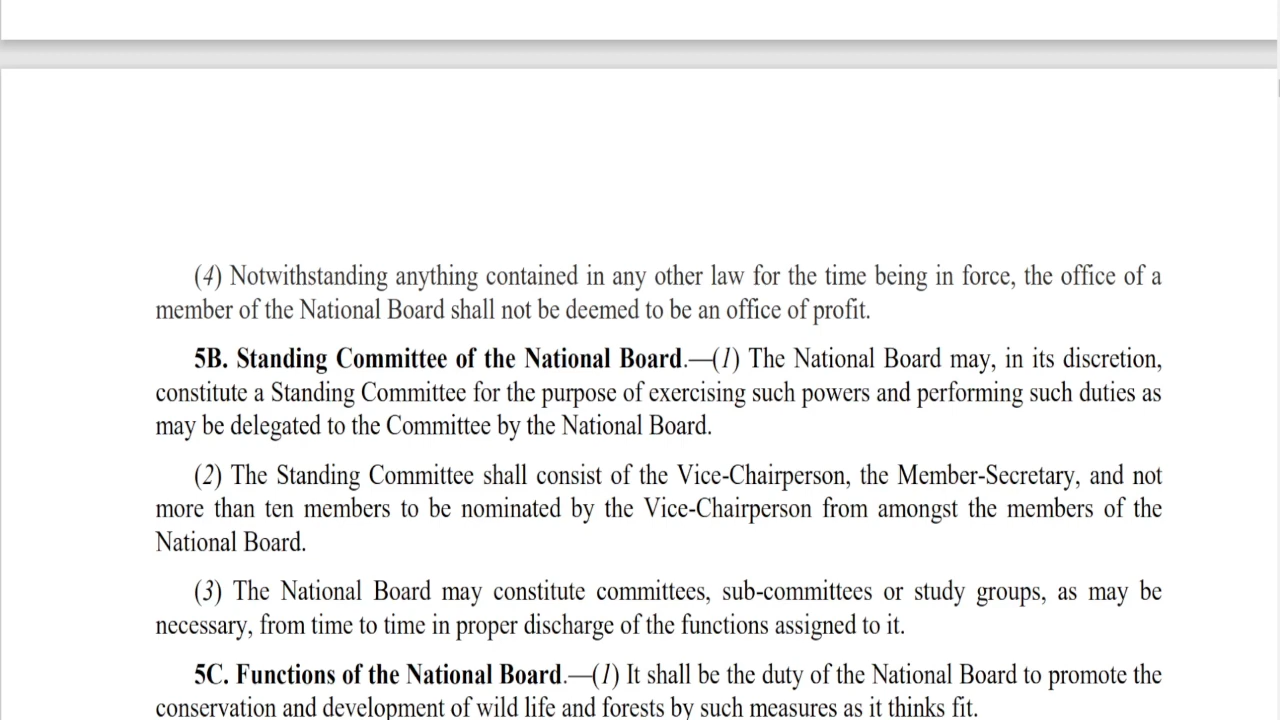 (4) Notwithstanding anything contained in any other law for the time being in force, the office of a
member of the National Board shall not be deemed to be an office of profit.
5B. Standing Committee of the National Board.—(1) The National Board may, in its discretion,
constitute a Standing Committee for the purpose of exercising such powers and performing such duties as
may be delegated to the Committee by the National Board.
(2) The Standing Committee shall consist of the Vice-Chairperson, the Member-Secretary, and not
more than ten members to be nominated by the Vice-Chairperson from amongst the members of the
National Board.
(3) The National Board may constitute committees, sub-committees or study groups, as may be
necessary, from time to time in proper discharge of the functions assigned to it.
5C. Functions of the National Board.—(1) It shall be the duty of the National Board to promote the
conservation and development of wild life and forests by such measures as it thinks fit.